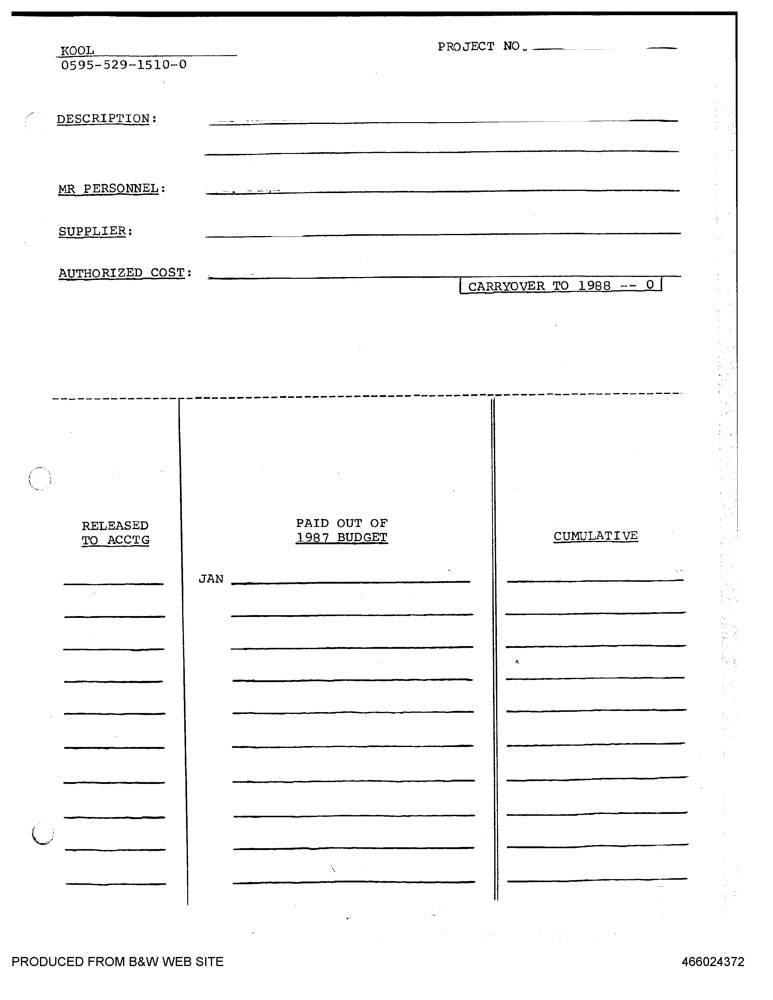 KOOL
PROJECT NO.
0595-529-1510-0
DESCRIPTION:
MR PERSONNEL:
SUPPLIER:
AUTHORIZED COST:
CARRYOVER TO 1988 -- 0
RELEASED
TO ACCTG
PAID OUT OF
1987 BUDGET
CUMULATIVE
JAN
PRODUCED FROM B&W WEB SITE
466024372